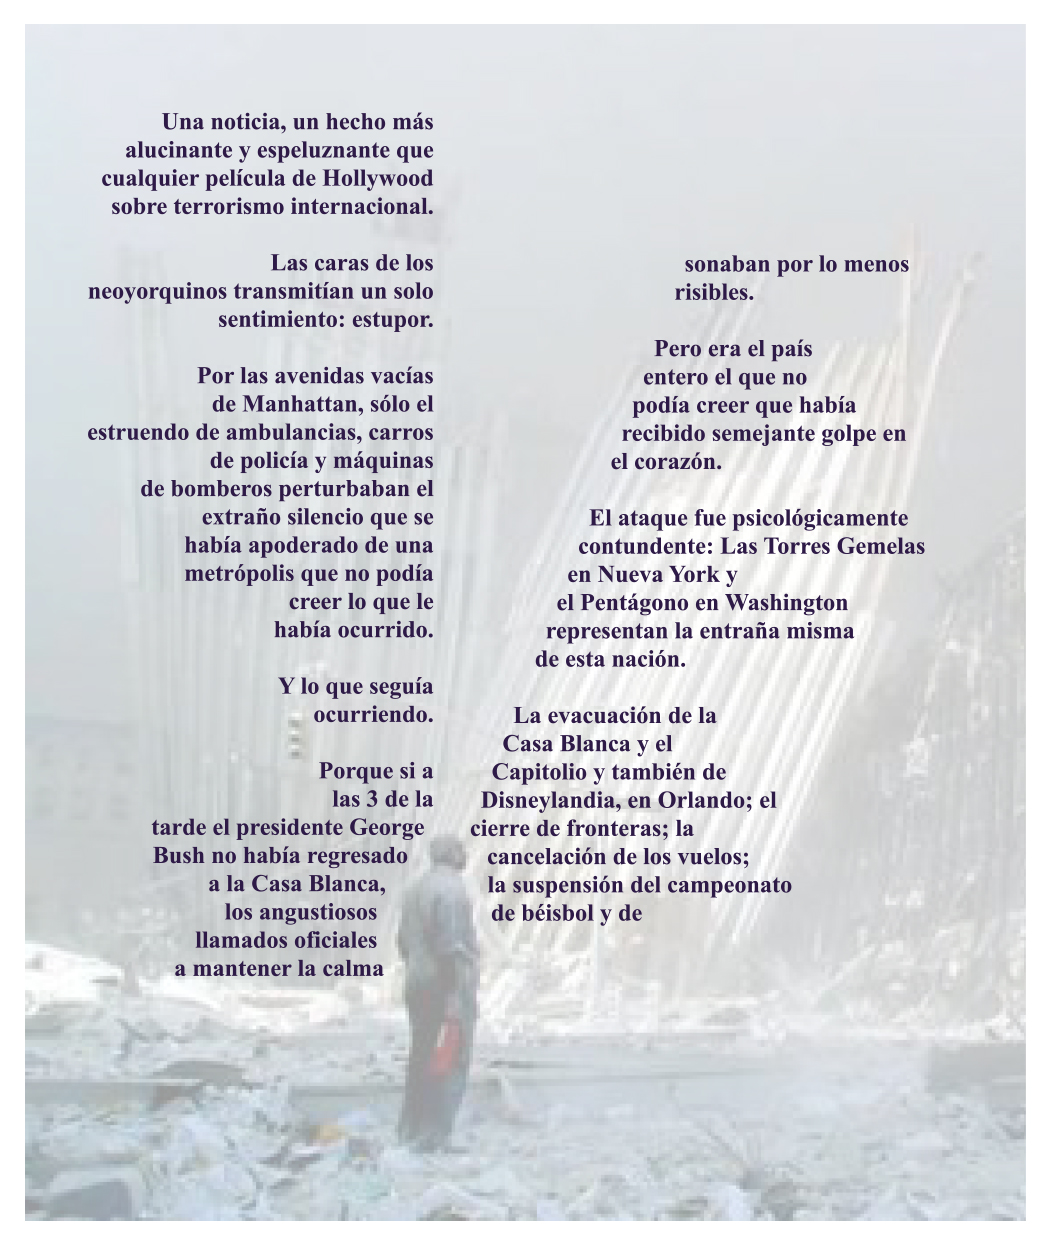 Una noticia, un hecho más
alucinante y espeluznante que
cualquier película de Hollywood
sobre terrorismo internacional.
Las caras de los
neoyorquinos transmitían un solo
sentimiento: estupor.
Por las avenidas vacías
de Manhattan, sólo el
estruendo de ambulancias, carros
de policía y máquinas
de bomberos perturbaban el
extraño silencio que se
había apoderado de una
metrópolis que no podía
creer lo que le
había ocurrido.
Y lo que seguía
ocurriendo.
Porque si a
las 3 de la
tarde el presidente George
Bush no había regresado
a la Casa Blanca,
los angustiosos
llamados oficiales
a mantener la calma
sonaban por lo menos
risibles.
Pero era el país
entero el que no
podía creer que había
recibido semejante golpe en
el corazón.
El ataque fue psicológicamente
contundente: Las Torres Gemelas
en Nueva York y
el Pentágono en Washington
representan la entraña misma
de esta nación.
La evacuación de la
Casa Blanca y el
Capitolio y también de
Disneylandia, en Orlando; el
cierre de fronteras; la
cancelación de los vuelos;
la suspensión del campeonato
de béisbol y de